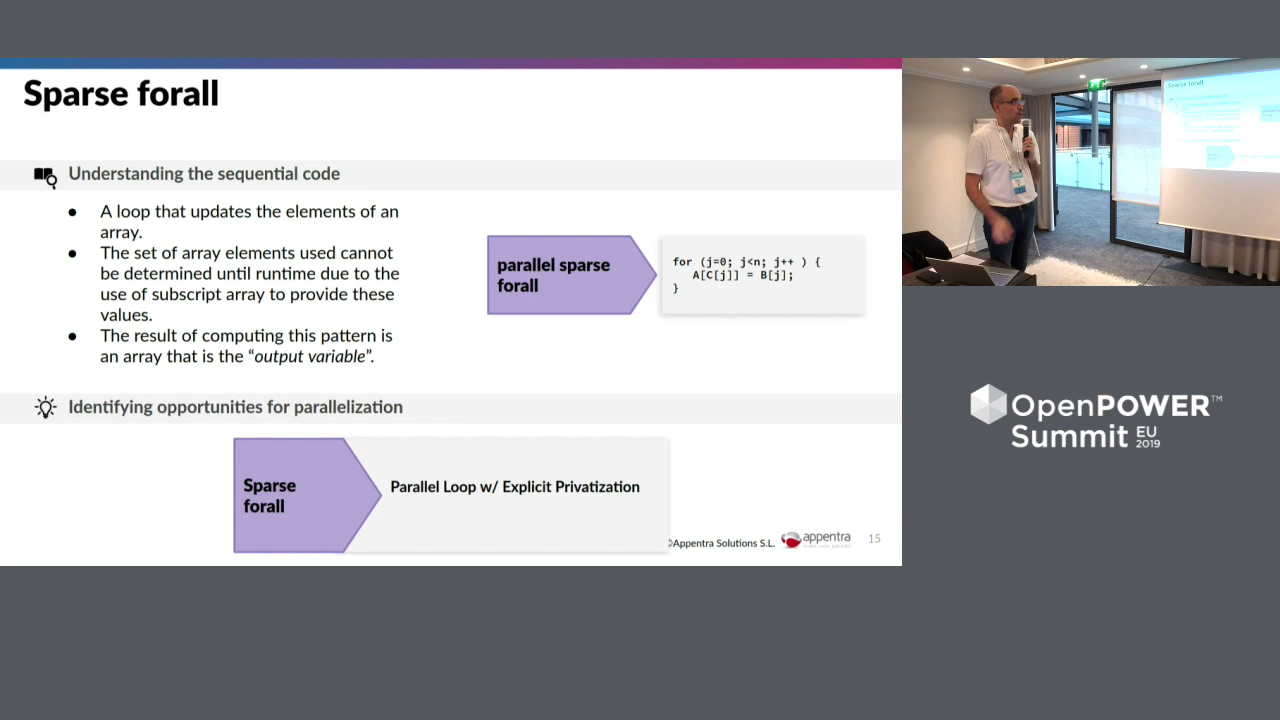 Sparse forall
Understanding the sequential code
● A loop that updates the elements of an
array.
● The set of array elements used cannot
be determined until runtime due to the
use of subscript array to provide these
values.
● The result of computing this pattern is
an array that is the “output variable”.
parallel sparse
forall
for (j=0; j<n; j++ ) {
A[C[j]] = B[j];
}
Identifying opportunities for parallelization
Sparse
forall
Parallel Loop w/ Explicit Privatization
©Appentra Solutions S.L.
appentra
15
Sparse forall
OpenPOWER™
Summit EU
2019